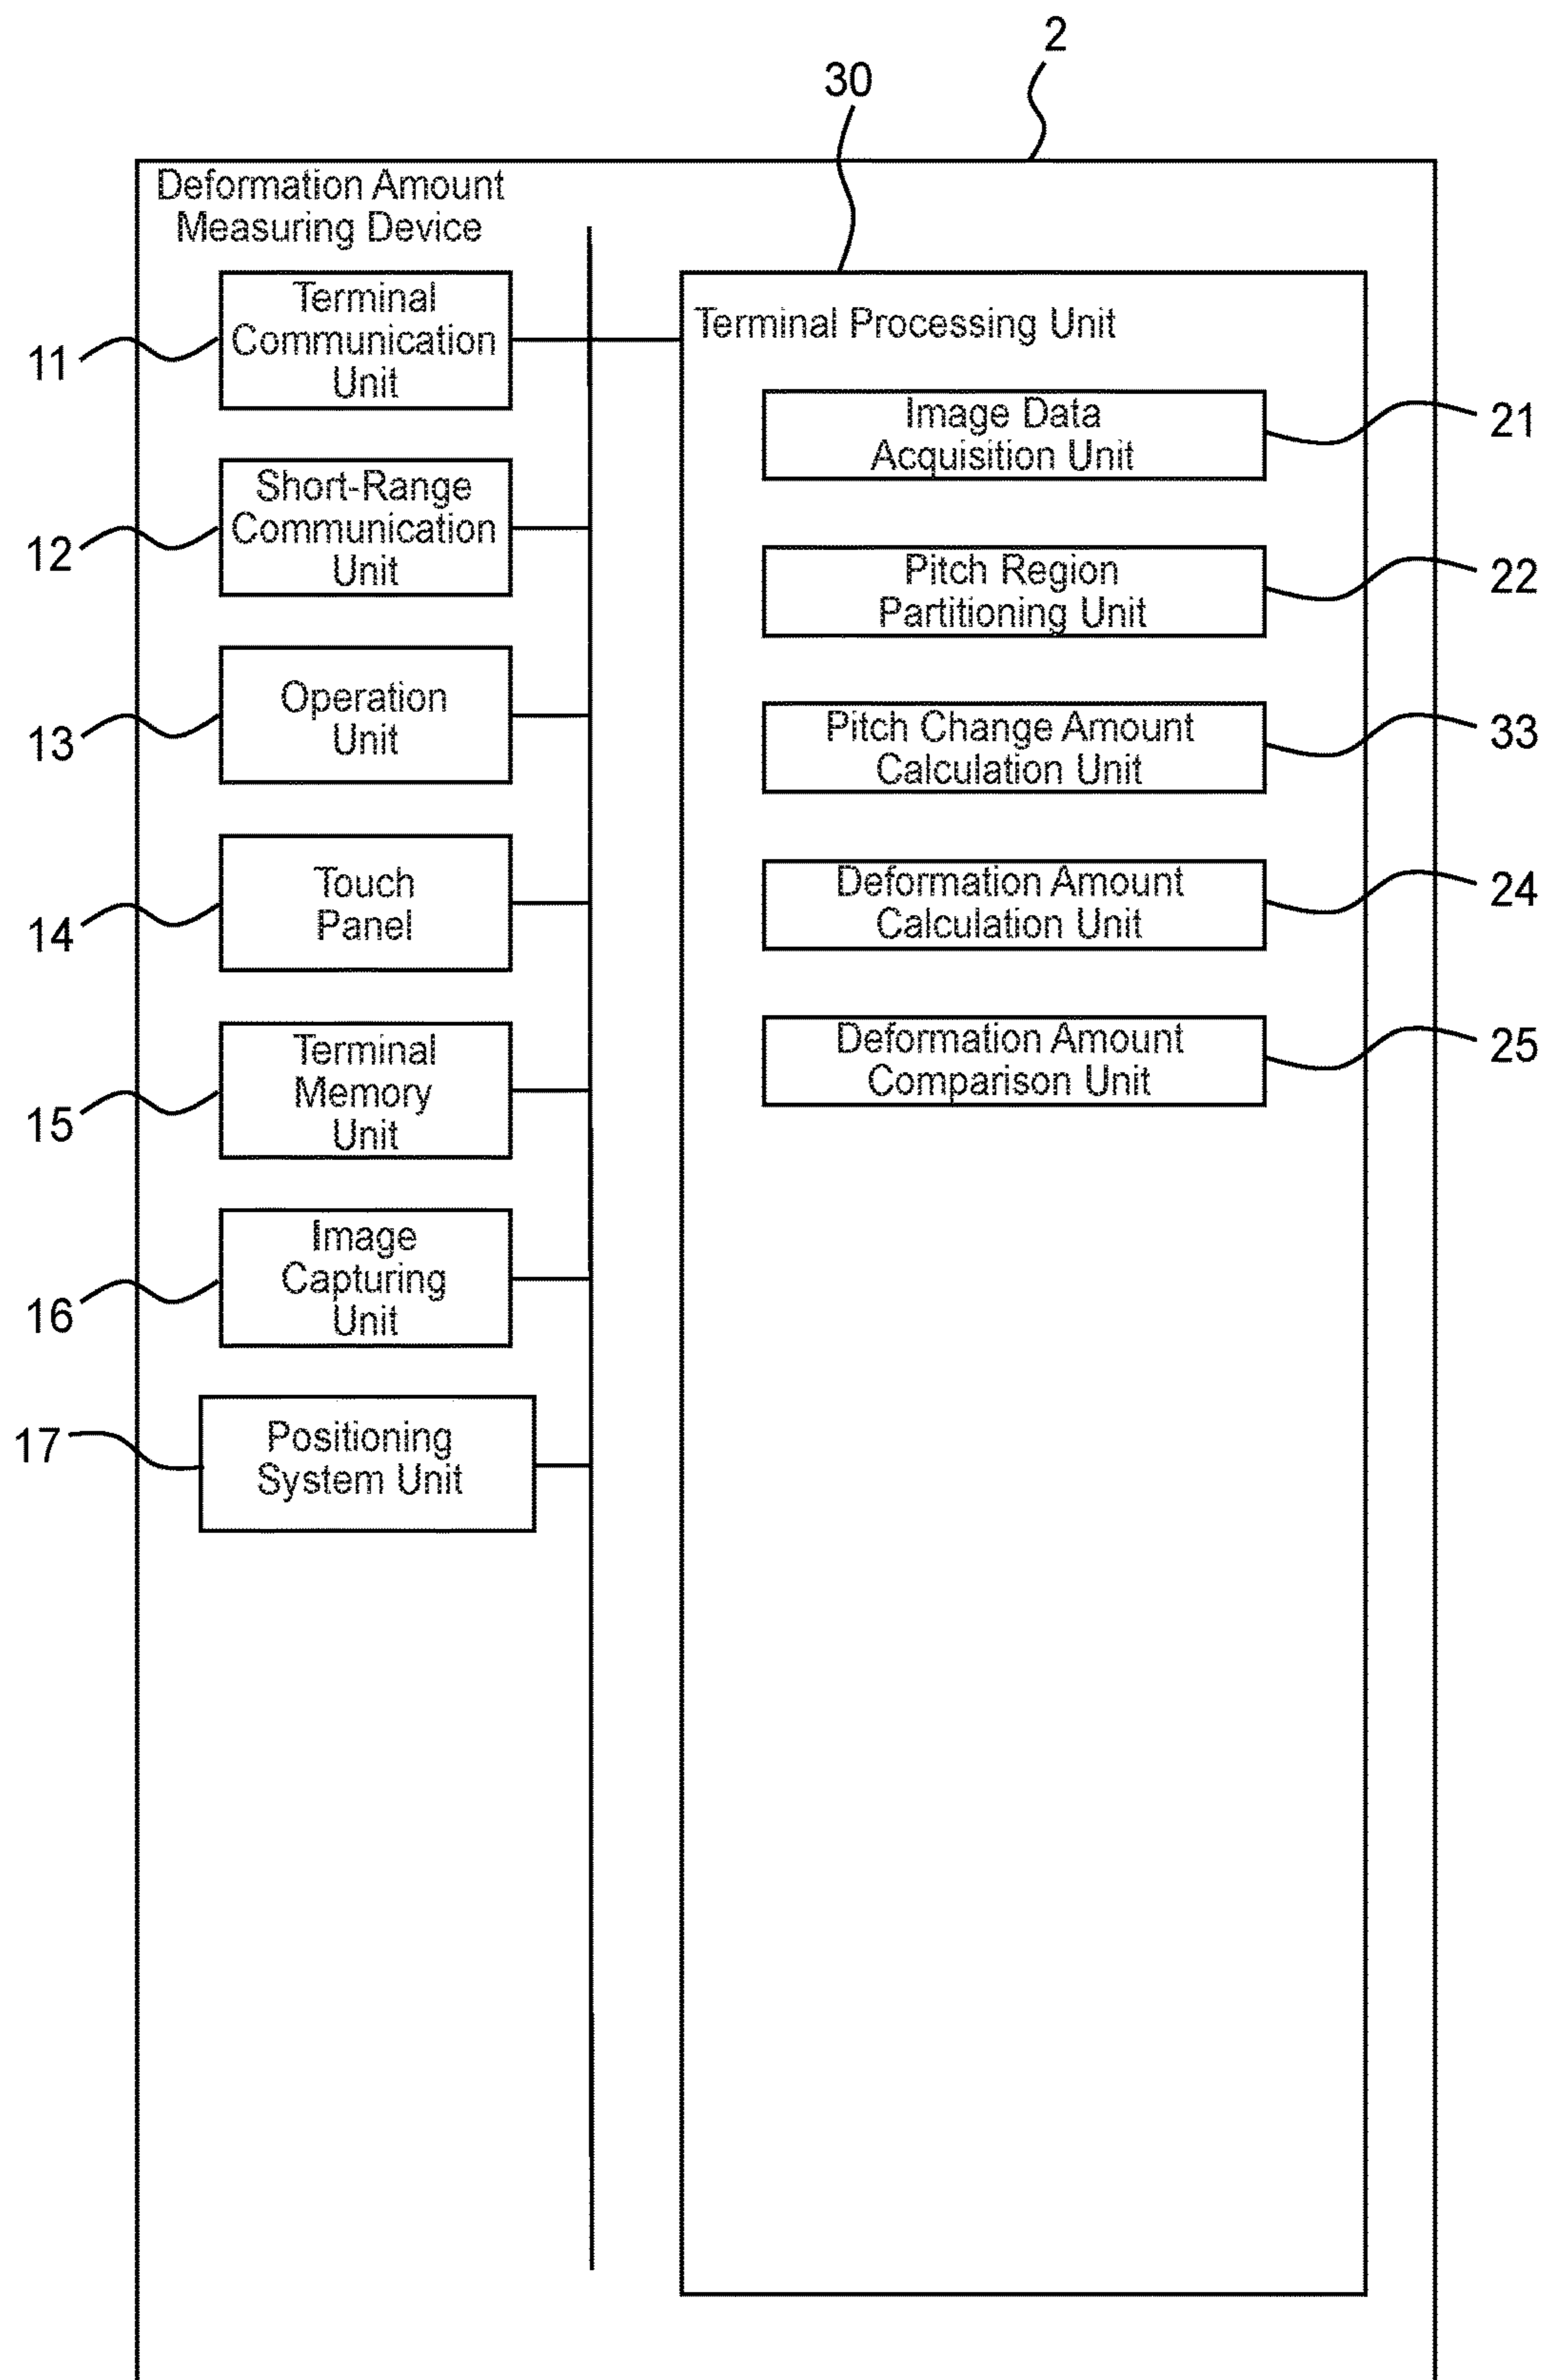 2
30
Deformation Amount
Measuring Device
Terminal
Communication
Unit
11
Short-Range
Communication
Unit
12
Operation
Unit
13
Touch
Panel
14
Terminal
Memory
Unit
15
Image
Capturing
Unit
16
Positioning
System Unit
17
Terminal Processing Unit
Image Data
Acquisition Unit
21
Pitch Region
Partitioning Unit
22
Pitch Change Amount
Calculation Unit
33
Deformation Amount
Calculation Unit
24
Deformation Amount
Comparison Unit
25